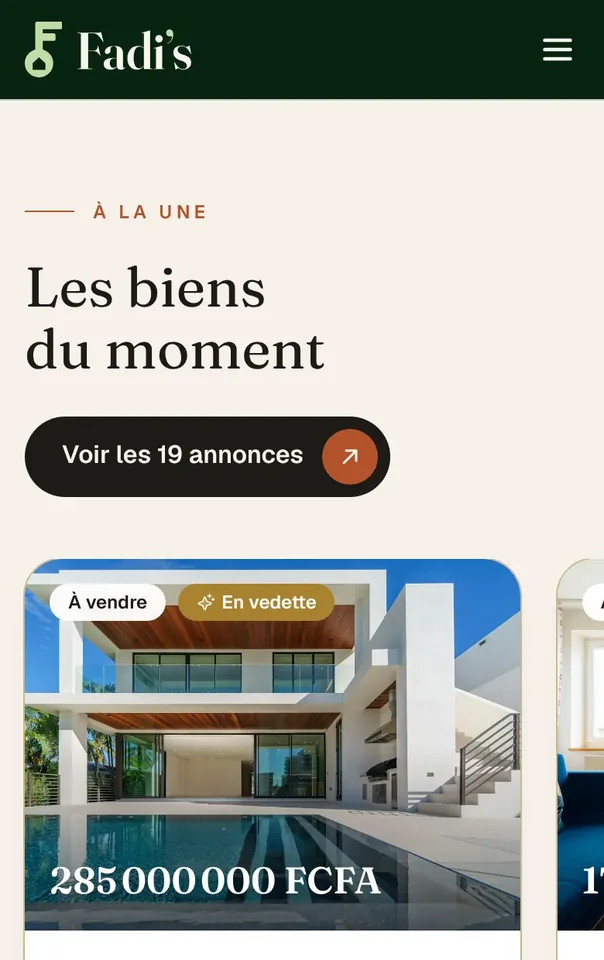 Fadi's
À LA UNE
Les biens
du moment
Voir les 19 annonces
À vendre
En vedette
285 000 000 FCFA